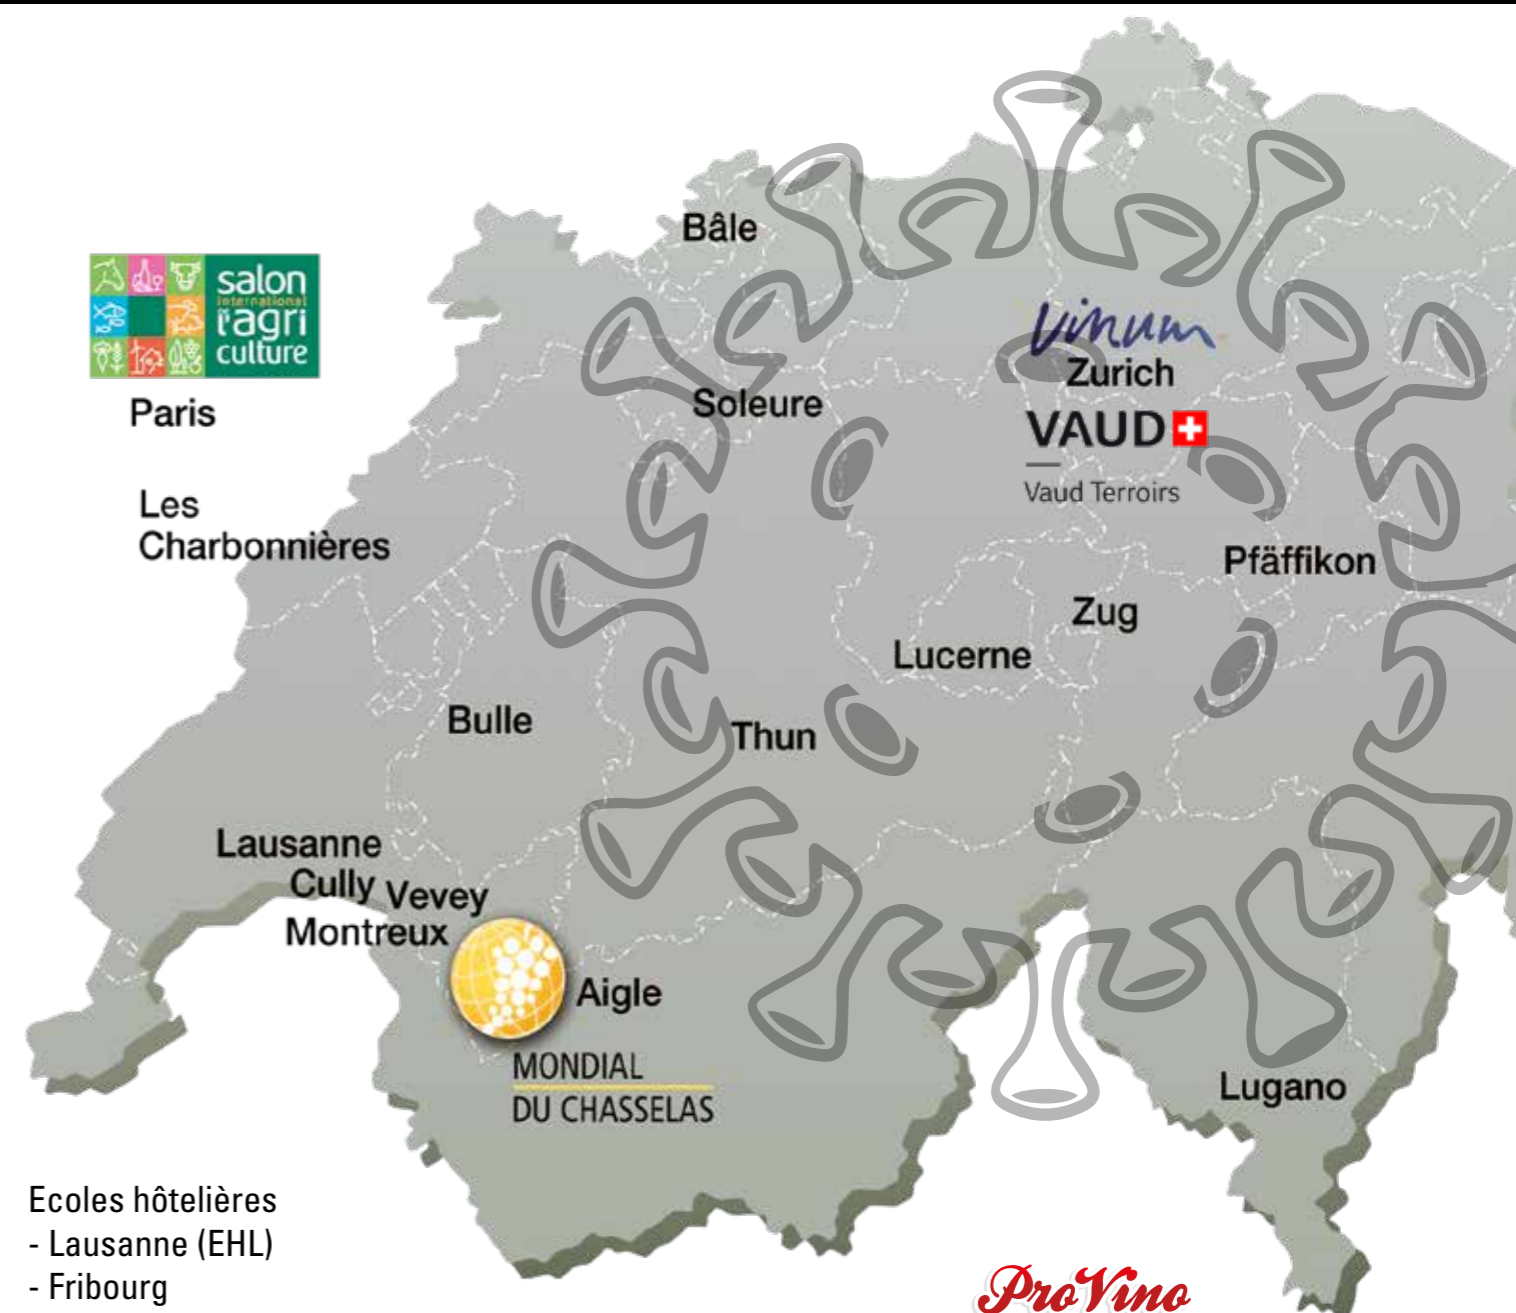 Bâle
salon
international
de l'agri
culture
Vinum
Zurich
Paris
Soleure
VAUD
Vaud Terroirs
Les
Charbonnières
Pfäffikon
Zug
Lucerne
Bulle
Thun
Lausanne
Cully
Vevey
Montreux
Aigle
MONDIAL
DU CHASSELAS
Lugano
Ecoles hôtelières
- Lausanne (EHL)
- Fribourg
ProVino